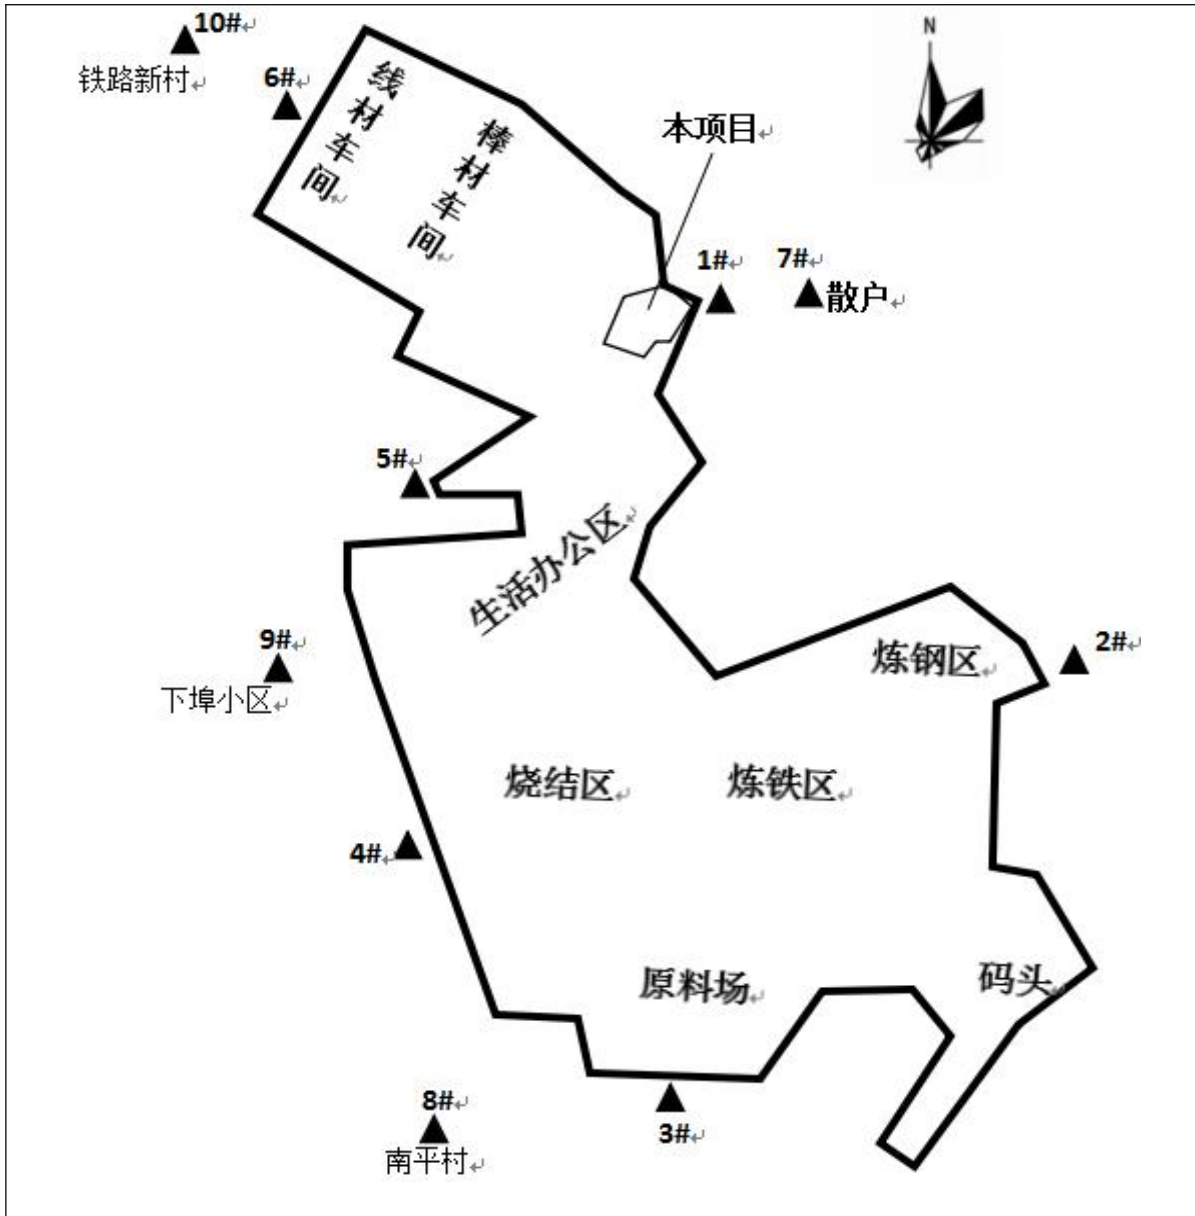 10#
铁路新村
6#
线材车间
棒材车间
N
本项目
1#
7#
散户
5#
生活办公区
9#
下埠小区
炼钢区
2#
烧结区
炼铁区
4#
原料场
码头
8#
南平村
3#